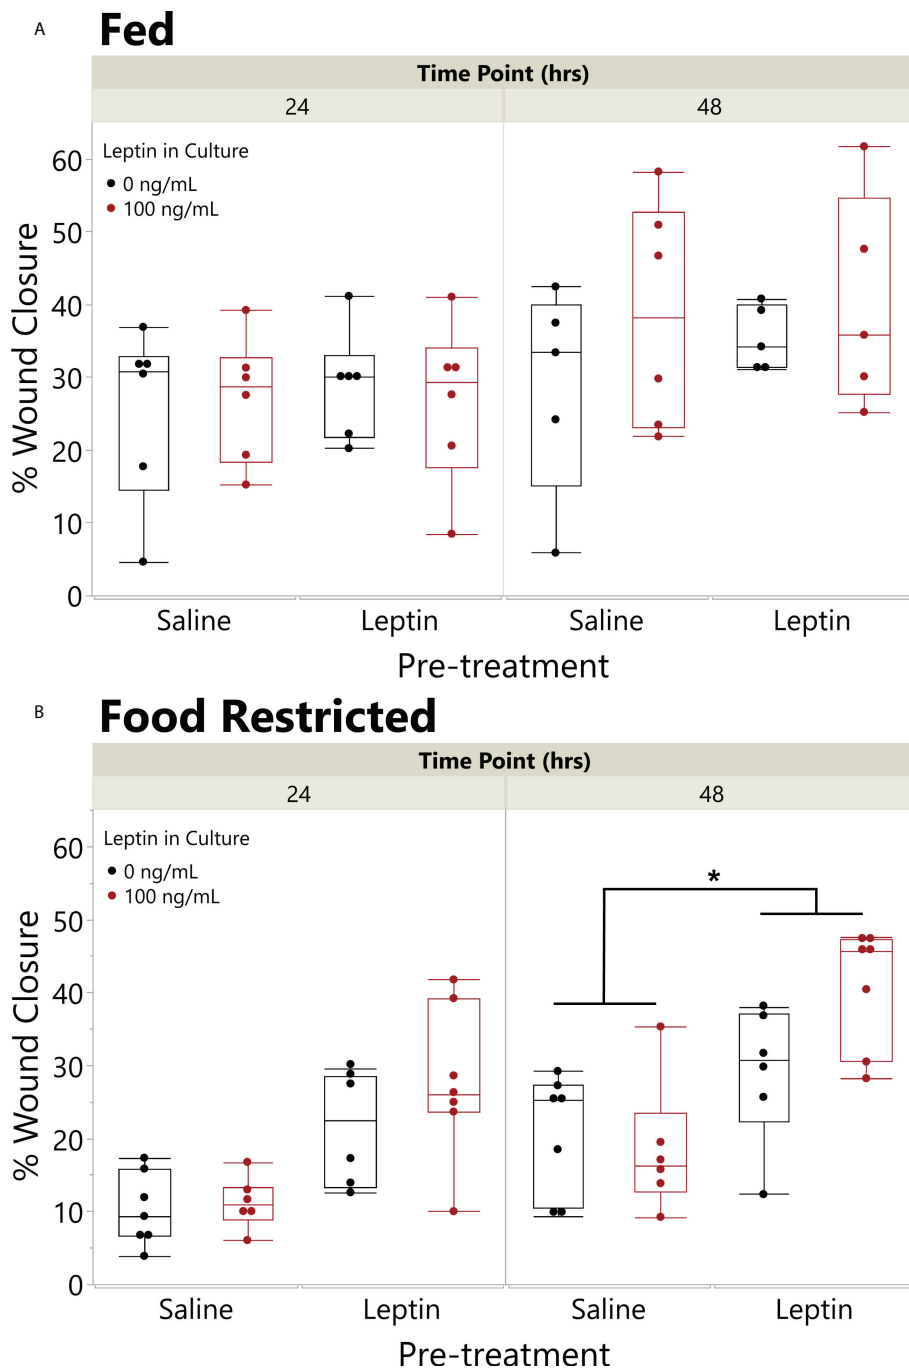 A Fed
Time Point (hrs)
24 48
Leptin in Culture
0 ng/mL
100 ng/mL
% Wound Closure
60
50
40
30
20
10
0
Saline Leptin Saline Leptin
Pre-treatment
B Food Restricted
Time Point (hrs)
24 48
Leptin in Culture
0 ng/mL
100 ng/mL
*
% Wound Closure
60
50
40
30
20
10
0
Saline Leptin Saline Leptin
Pre-treatment